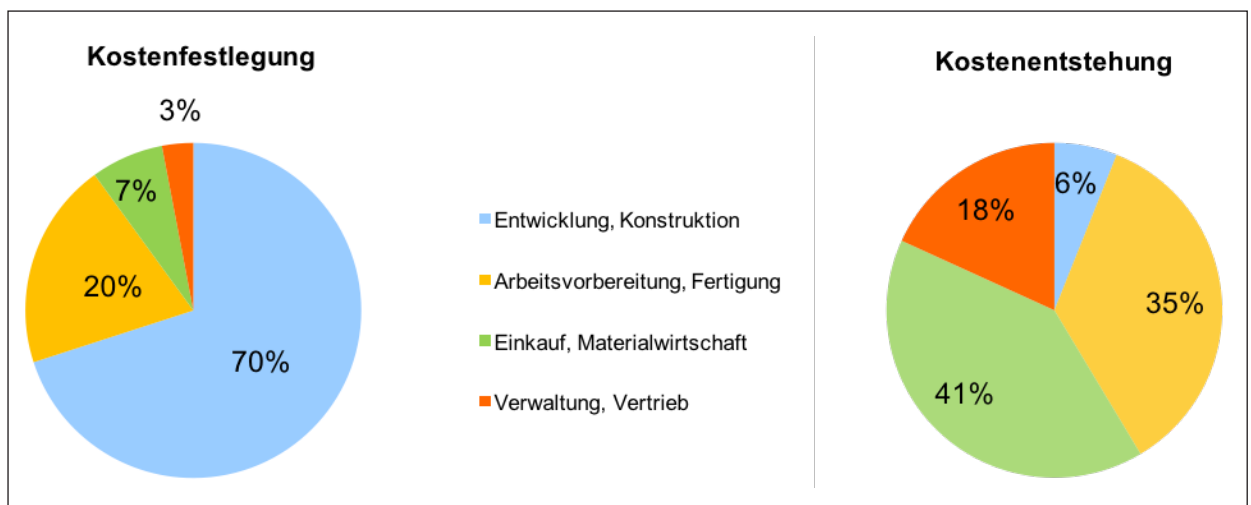 Kostenfestlegung
3%
7%
20%
70%
Entwicklung, Konstruktion
Arbeitsvorbereitung, Fertigung
Einkauf, Materialwirtschaft
Verwaltung, Vertrieb
Kostenentstehung
6%
18%
35%
41%